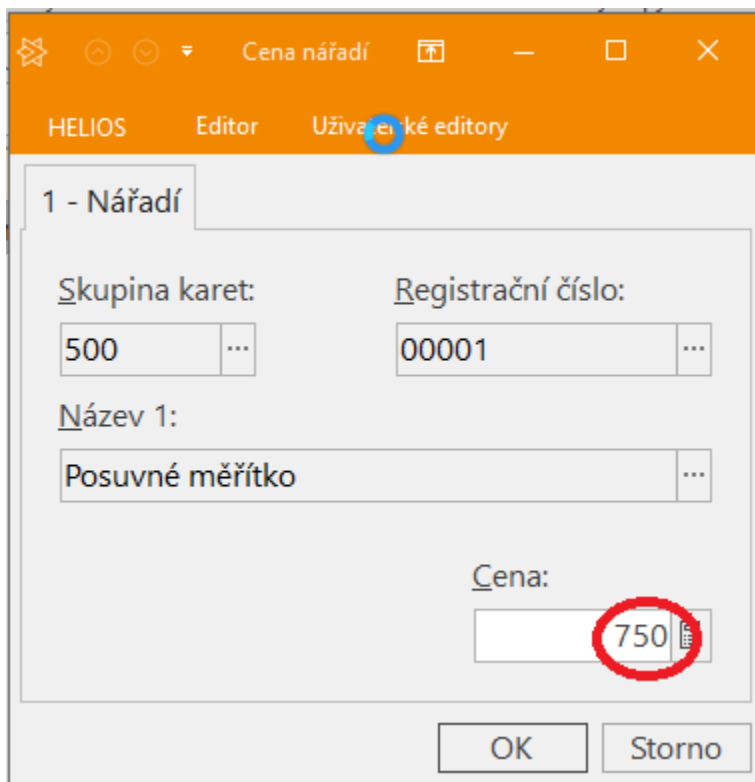 Cena nářadí
HELIOS Editor Uživatelské editory
1 - Nářadí
Skupina karet: Registrační číslo:
500 ... 00001 ...
Název 1:
Posuvné měřítko ...
Cena:
750
OK Storno